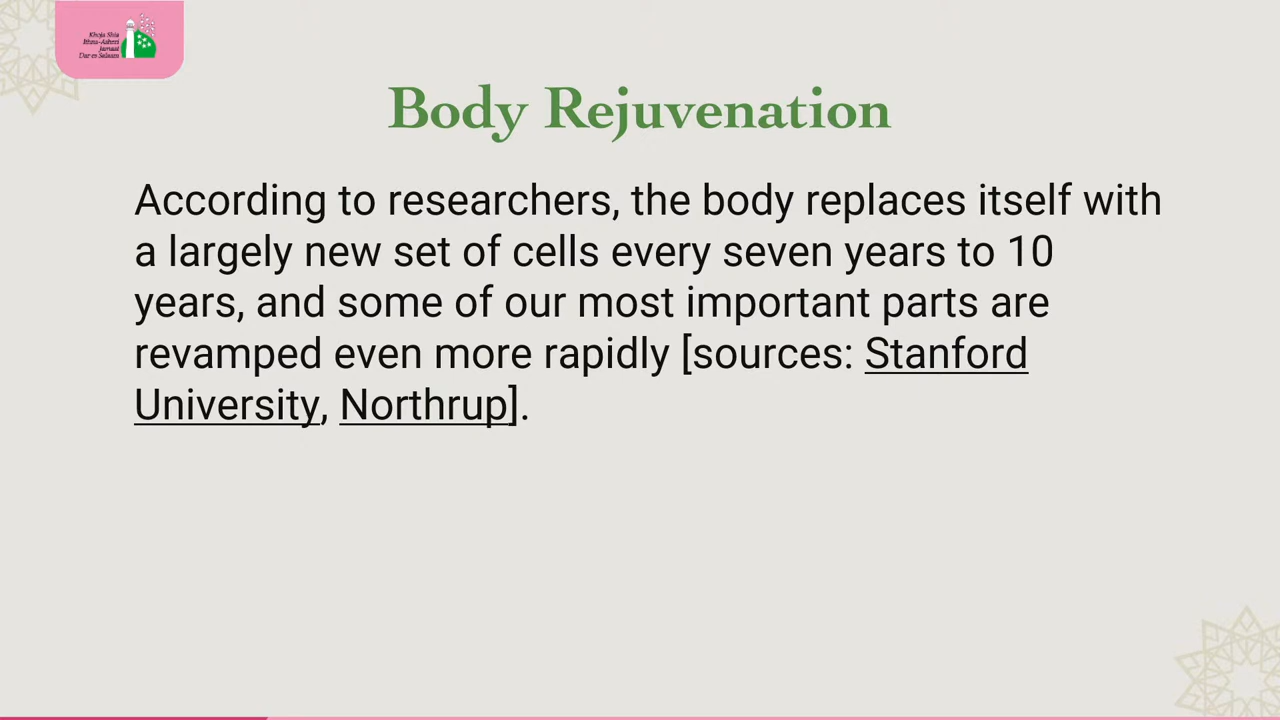 Khoja Shia
Ithna-Asheri
Jamaat
Dar es Salaam
Body Rejuvenation
According to researchers, the body replaces itself with
a largely new set of cells every seven years to 10
years, and some of our most important parts are
revamped even more rapidly [sources: Stanford
University, Northrup].